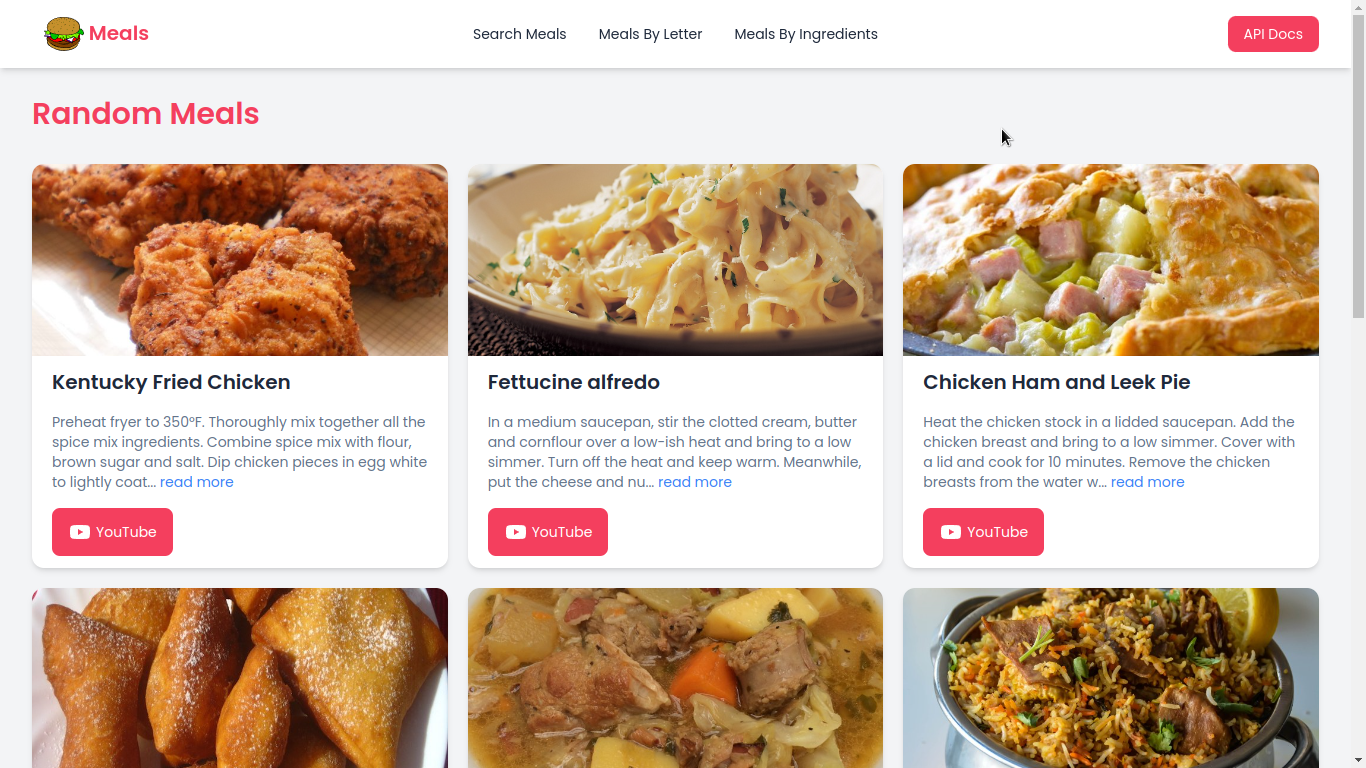 Meals
Search Meals
Meals By Letter
Meals By Ingredients
API Docs
Random Meals
Kentucky Fried Chicken
Preheat fryer to 350°F. Thoroughly mix together all the
spice mix ingredients. Combine spice mix with flour,
brown sugar and salt. Dip chicken pieces in egg white
to lightly coat... read more
YouTube
Fettucine alfredo
In a medium saucepan, stir the clotted cream, butter
and cornflour over a low-ish heat and bring to a low
simmer. Turn off the heat and keep warm. Meanwhile,
put the cheese and nu... read more
YouTube
Chicken Ham and Leek Pie
Heat the chicken stock in a lidded saucepan. Add the
chicken breast and bring to a low simmer. Cover with
a lid and cook for 10 minutes. Remove the chicken
breasts from the water w... read more
YouTube